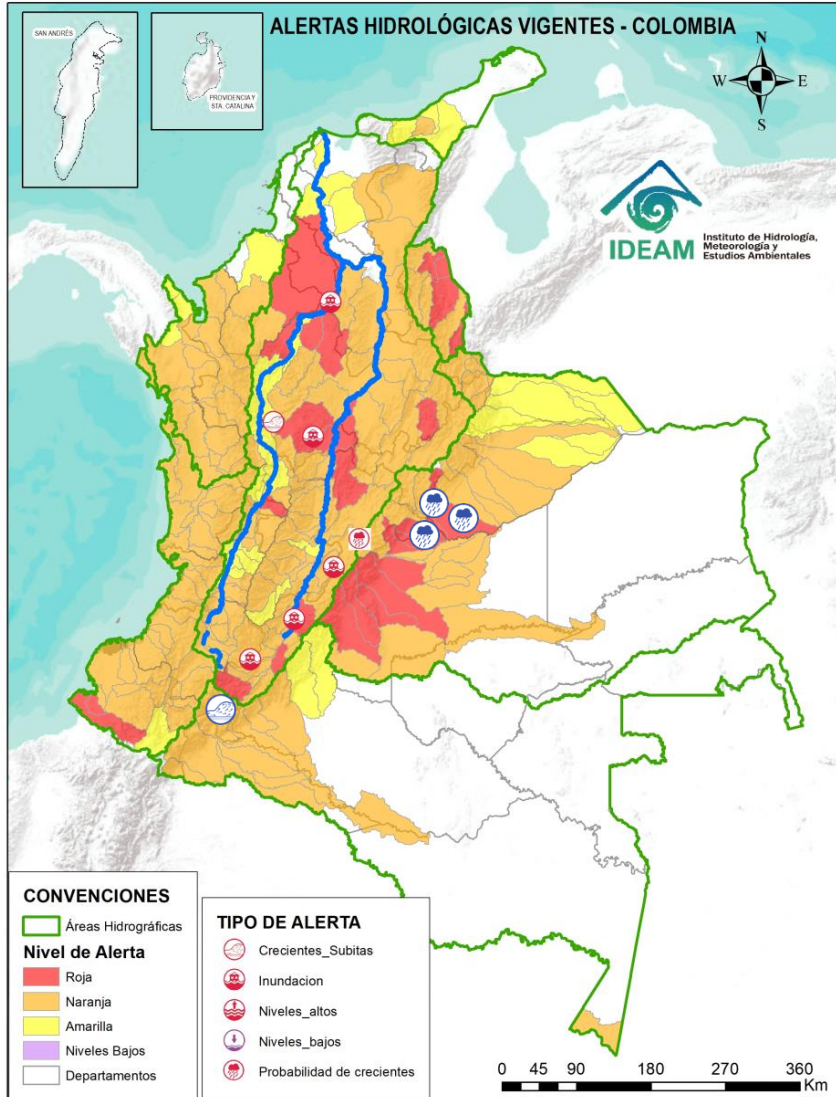 ALERTAS HIDROLÓGICAS VIGENTES - COLOMBIA
SAN ANDRÉS
PROVIDENCIA Y
STA. CATALINA
N
W
E
S
IDEAM
Instituto de Hidrología,
Meteorología y
Estudios Ambientales
CONVENCIONES
Áreas Hidrográficas
Nivel de Alerta
Roja
Naranja
Amarilla
Niveles Bajos
Departamentos
TIPO DE ALERTA
Crecientes_Subitas
Inundacion
Niveles_altos
Niveles_bajos
Probabilidad de crecientes
0 45 90 180 270 360
Km